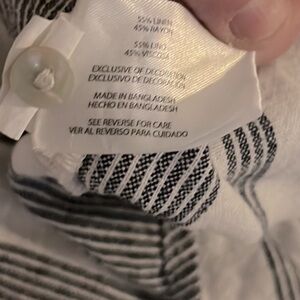 55% LINEN
45% RAYON
55% LINO
45% VISCOSA
EXCLUSIVE OF DECORATION
EXCLUSIVO DE DECORACIÓN
MADE IN BANGLADESH
HECHO EN BANGLADESH
SEE REVERSE FOR CARE
VER AL REVERSO PARA CUIDADO